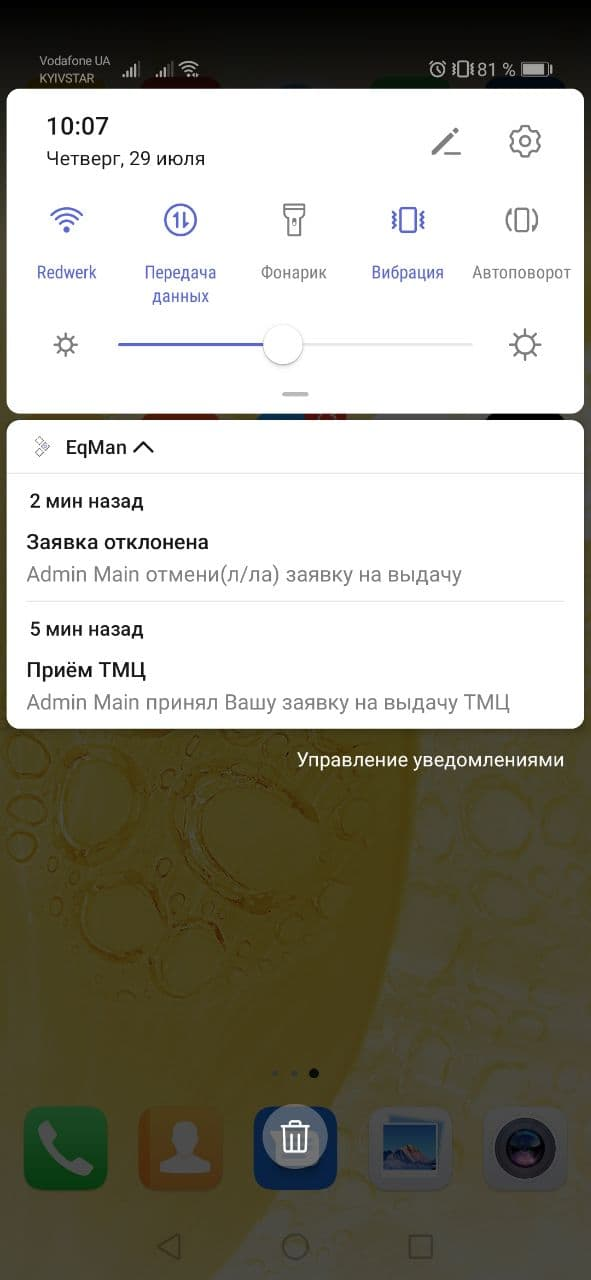 Vodafone UA
KYIVSTAR
81 %
10:07
Четверг, 29 июля
Redwerk
Передача данных
Фонарик
Вибрация
Автоповорот
EqMan
2 мин назад
Заявка отклонена
Admin Main отмени(л/ла) заявку на выдачу
5 мин назад
Приём ТМЦ
Admin Main принял Вашу заявку на выдачу ТМЦ
Управление уведомлениями